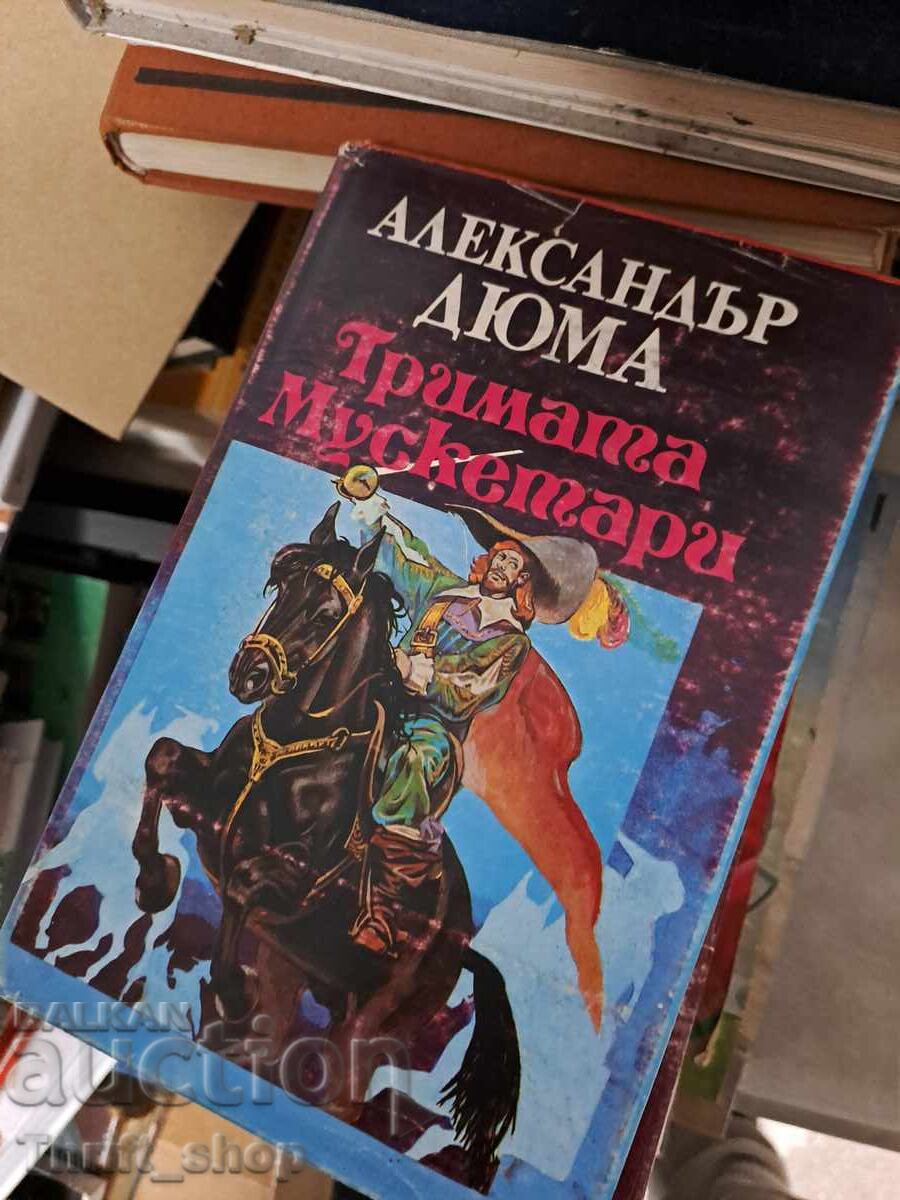 АЛЕКСАНДЪР
ДЮМА
Тримата
Мускетари
BALKAN
auction
Thrift_shop